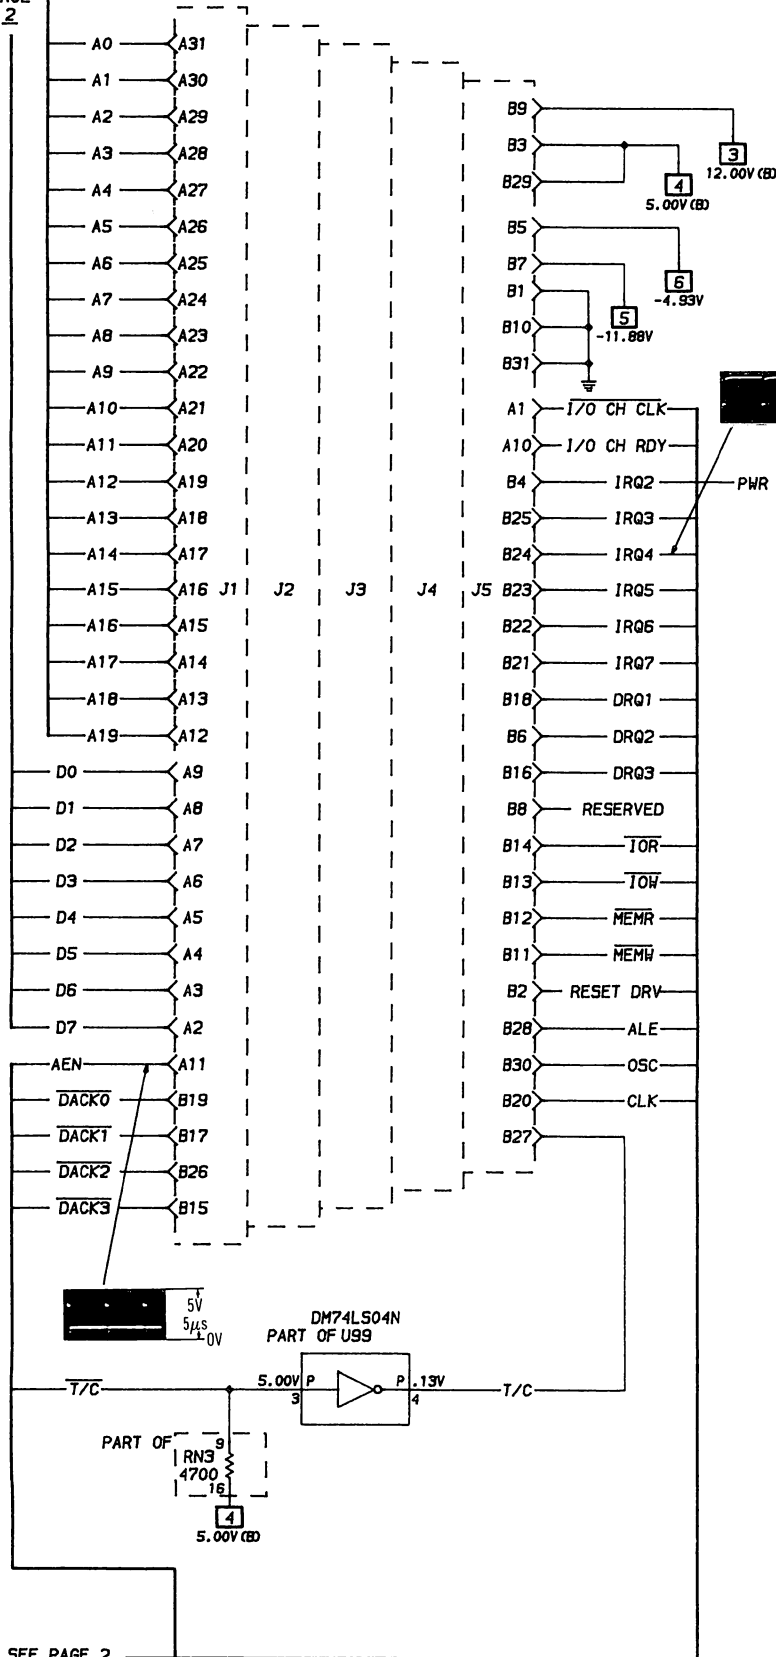 2
A0 A31
A1 A30
A2 A29
A3 A28
A4 A27
A5 A26
A6 A25
A7 A24
A8 A23
A9 A22
A10 A21
A11 A20
A12 A19
A13 A18
A14 A17
A15 A16 J1 J2 J3 J4 J5
A16 A15
A17 A14
A18 A13
A19 A12
D0 A9
D1 A8
D2 A7
D3 A6
D4 A5
D5 A4
D6 A3
D7 A2
AEN A11
DACK0 B19
DACK1 B17
DACK2 B26
DACK3 B15
B9
3
12.00V(B)
B3
B29
4
5.00V(B)
B5
6
-4.93V
B7
5
-11.88V
B1
B10
B31
A1 I/O CH CLK
A10 I/O CH RDY
B4 IRQ2 PWR
B25 IRQ3
B24 IRQ4
B23 IRQ5
B22 IRQ6
B21 IRQ7
B18 DRQ1
B6 DRQ2
B16 DRQ3
B8 RESERVED
B14 IOR
B13 IOW
B12 MEMR
B11 MEMW
B2 RESET DRV
B28 ALE
B30 OSC
B20 CLK
B27
5V
5μs
0V
DM74LS04N
PART OF U99
T/C 5.00V P P .13V T/C
3 4
PART OF 9
RN3
4700
16
4
5.00V(B)
SEE PAGE 2